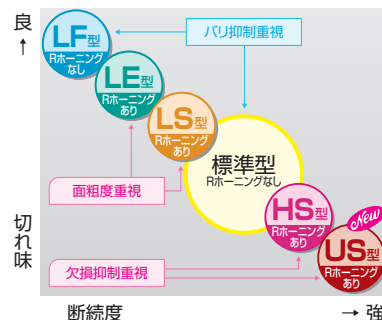 良
↑
切れ味
LF型
Rホーニング
なし
バリ抑制重視
LE型
Rホーニング
あり
LS型
Rホーニング
あり
標準型
Rホーニングなし
面粗度重視
HS型
Rホーニング
あり
New
US型
Rホーニング
あり
欠損抑制重視
断続度
→ 強